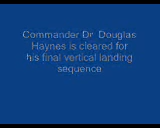 Commander Dr. Douglas
Haynes is cleared for
his final vertical landing
sequence